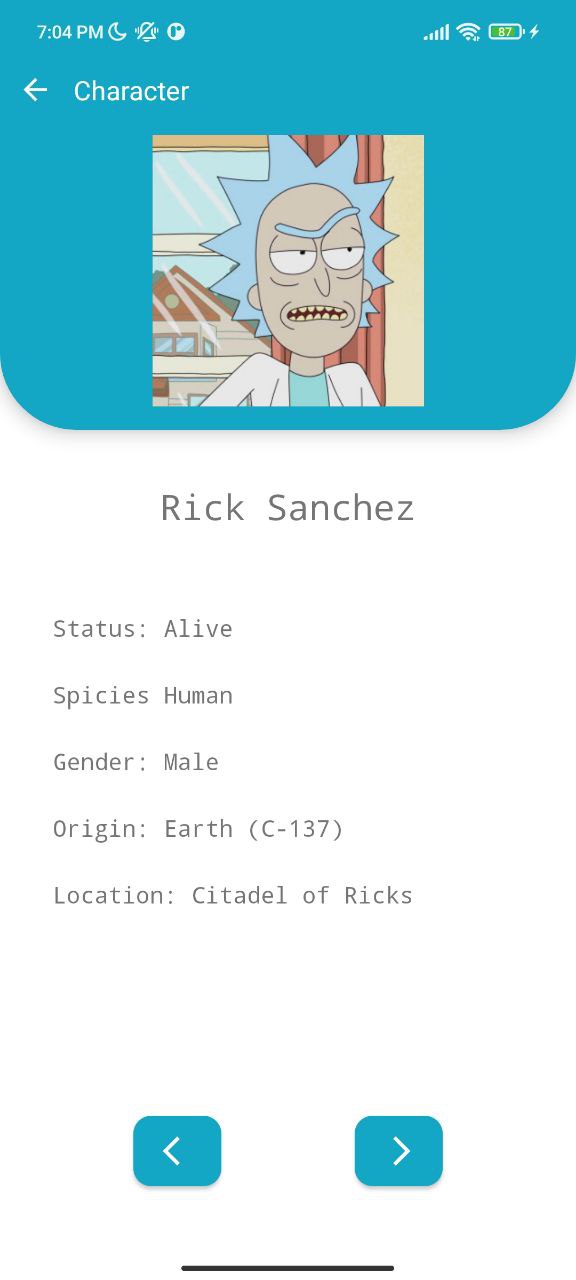 7:04 PM
87
Character
Rick Sanchez
Status: Alive
Spicies Human
Gender: Male
Origin: Earth (C-137)
Location: Citadel of Ricks